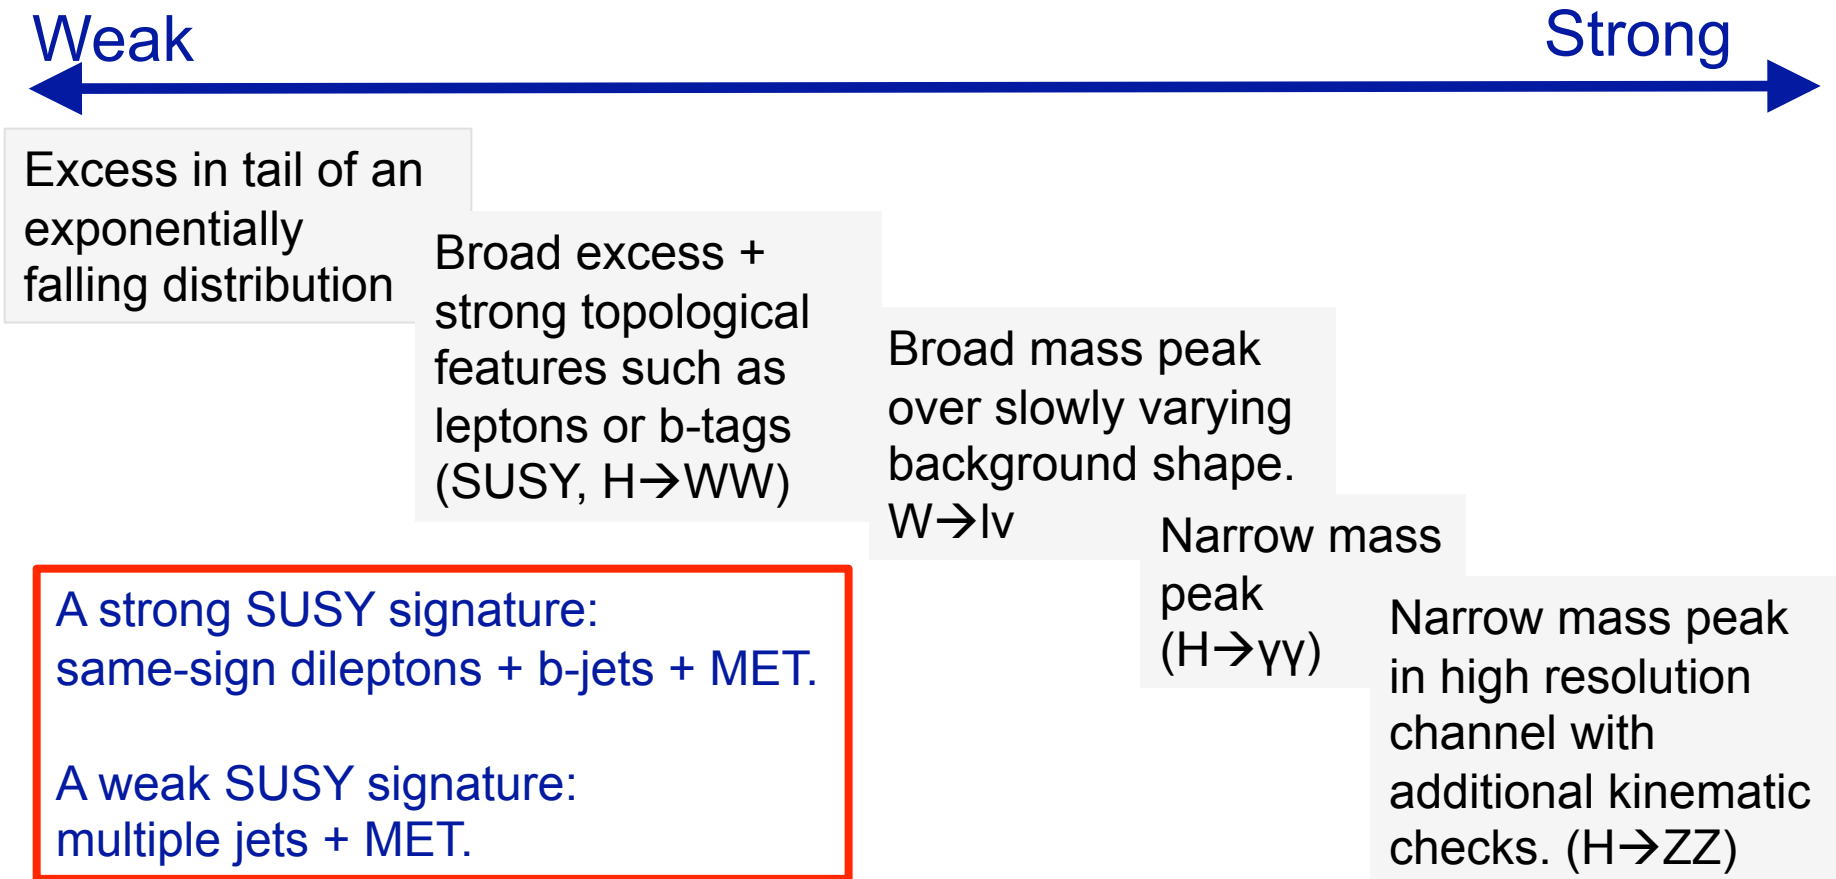 Weak
Strong
Excess in tail of an
exponentially
falling distribution
Broad excess +
strong topological
features such as
leptons or b-tags
(SUSY, H→WW)
Broad mass peak
over slowly varying
background shape.
W→lv
Narrow mass
peak
(H→γγ)
Narrow mass peak
in high resolution
channel with
additional kinematic
checks. (H→ZZ)
A strong SUSY signature:
same-sign dileptons + b-jets + MET.
A weak SUSY signature:
multiple jets + MET.